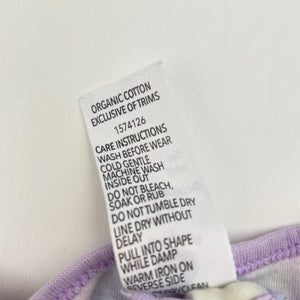 ORGANIC COTTON
EXCLUSIVE OF TRIMS
1574126
CARE INSTRUCTIONS
WASH BEFORE WEAR
COLD GENTLE
MACHINE WASH
INSIDE OUT
DO NOT BLEACH,
SOAK OR RUB
DO NOT TUMBLE DRY
LINE DRY WITHOUT
DELAY
PULL INTO SHAPE
WHILE DAMP
WARM IRON ON
REVERSE SIDE
DRYCLEAN